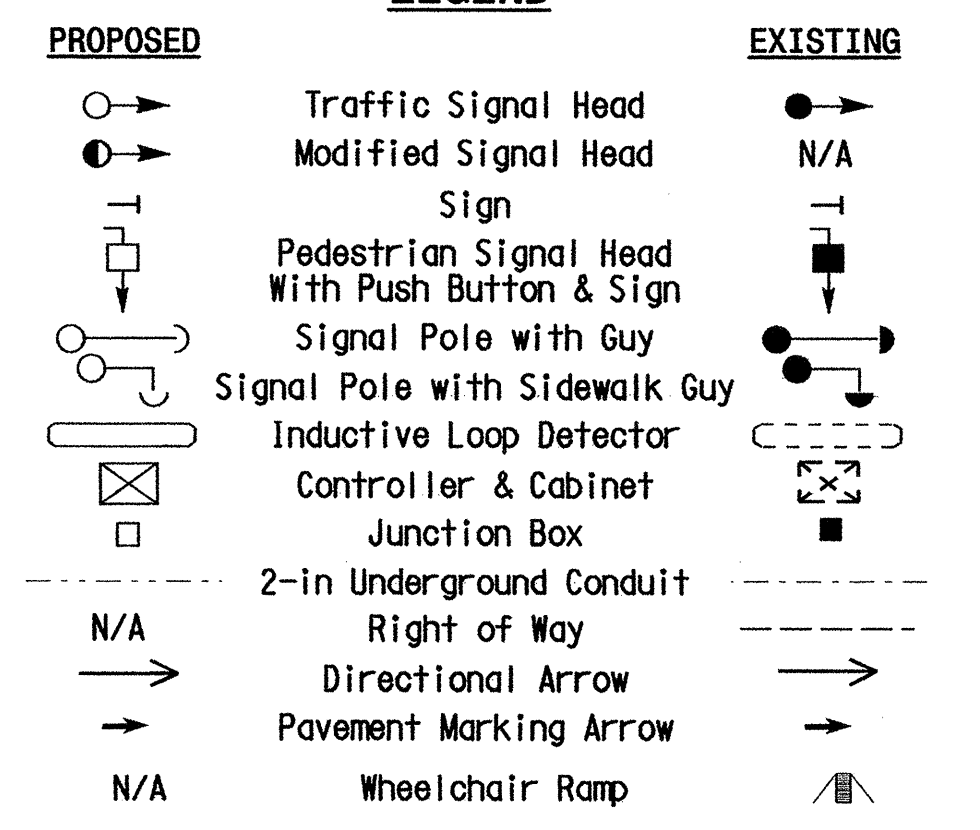 LEGEND
PROPOSED EXISTING
Traffic Signal Head
Modified Signal Head N/A
Sign
Pedestrian Signal Head
With Push Button & Sign
Signal Pole with Guy
Signal Pole with Sidewalk Guy
Inductive Loop Detector
Controller & Cabinet
Junction Box
2-in Underground Conduit
N/A Right of Way
Directional Arrow
Pavement Marking Arrow
N/A Wheelchair Ramp